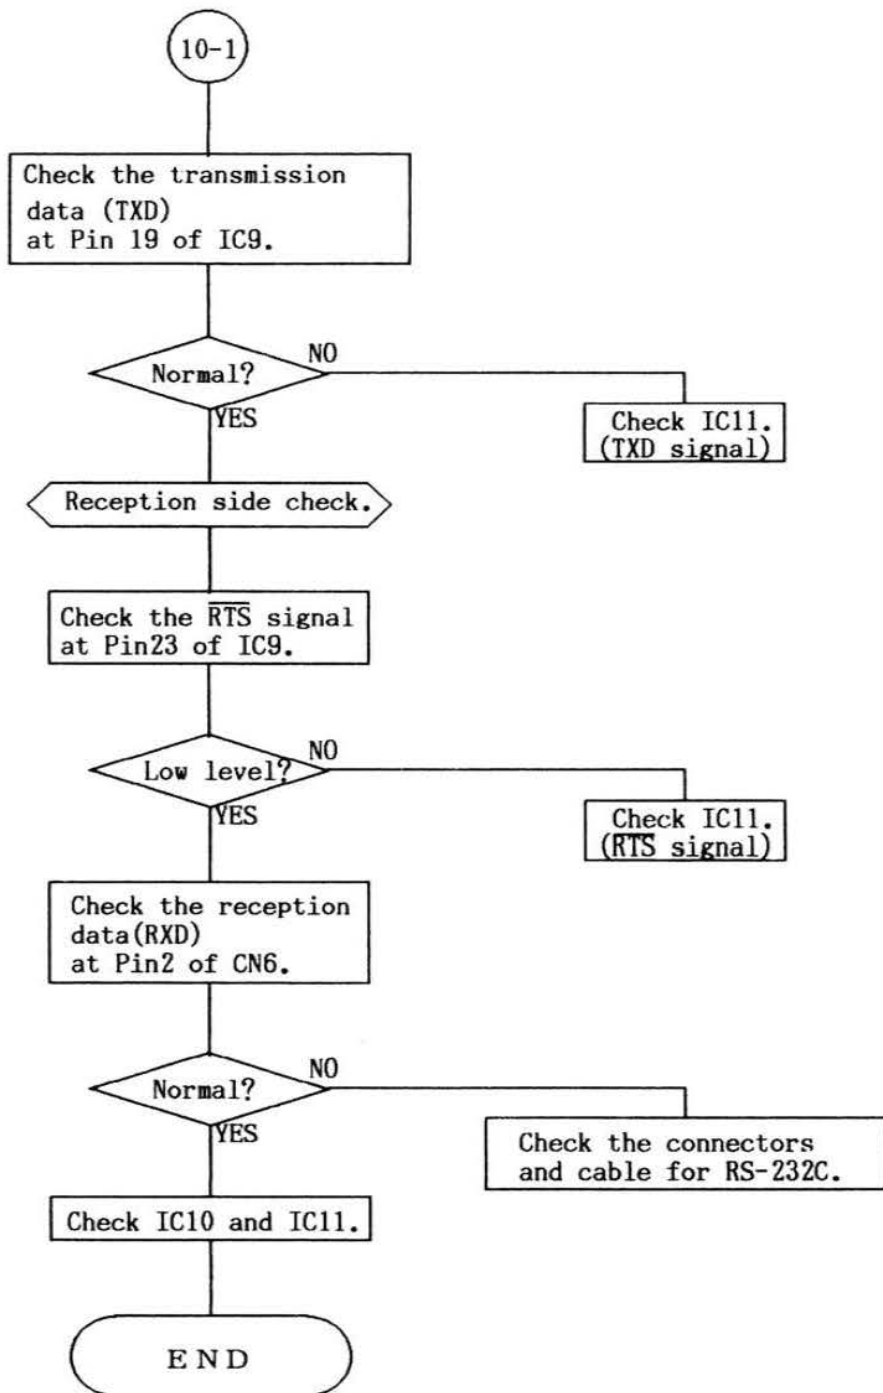 10-1
Check the transmission
data (TXD)
at Pin 19 of IC9.
Normal?
NO
YES
Check IC11.
(TXD signal)
Reception side check.
Check the R̅T̅S̅ signal
at Pin23 of IC9.
Low level?
NO
YES
Check IC11.
(R̅T̅S̅ signal)
Check the reception
data(RXD)
at Pin2 of CN6.
Normal?
NO
YES
Check the connectors
and cable for RS-232C.
Check IC10 and IC11.
END